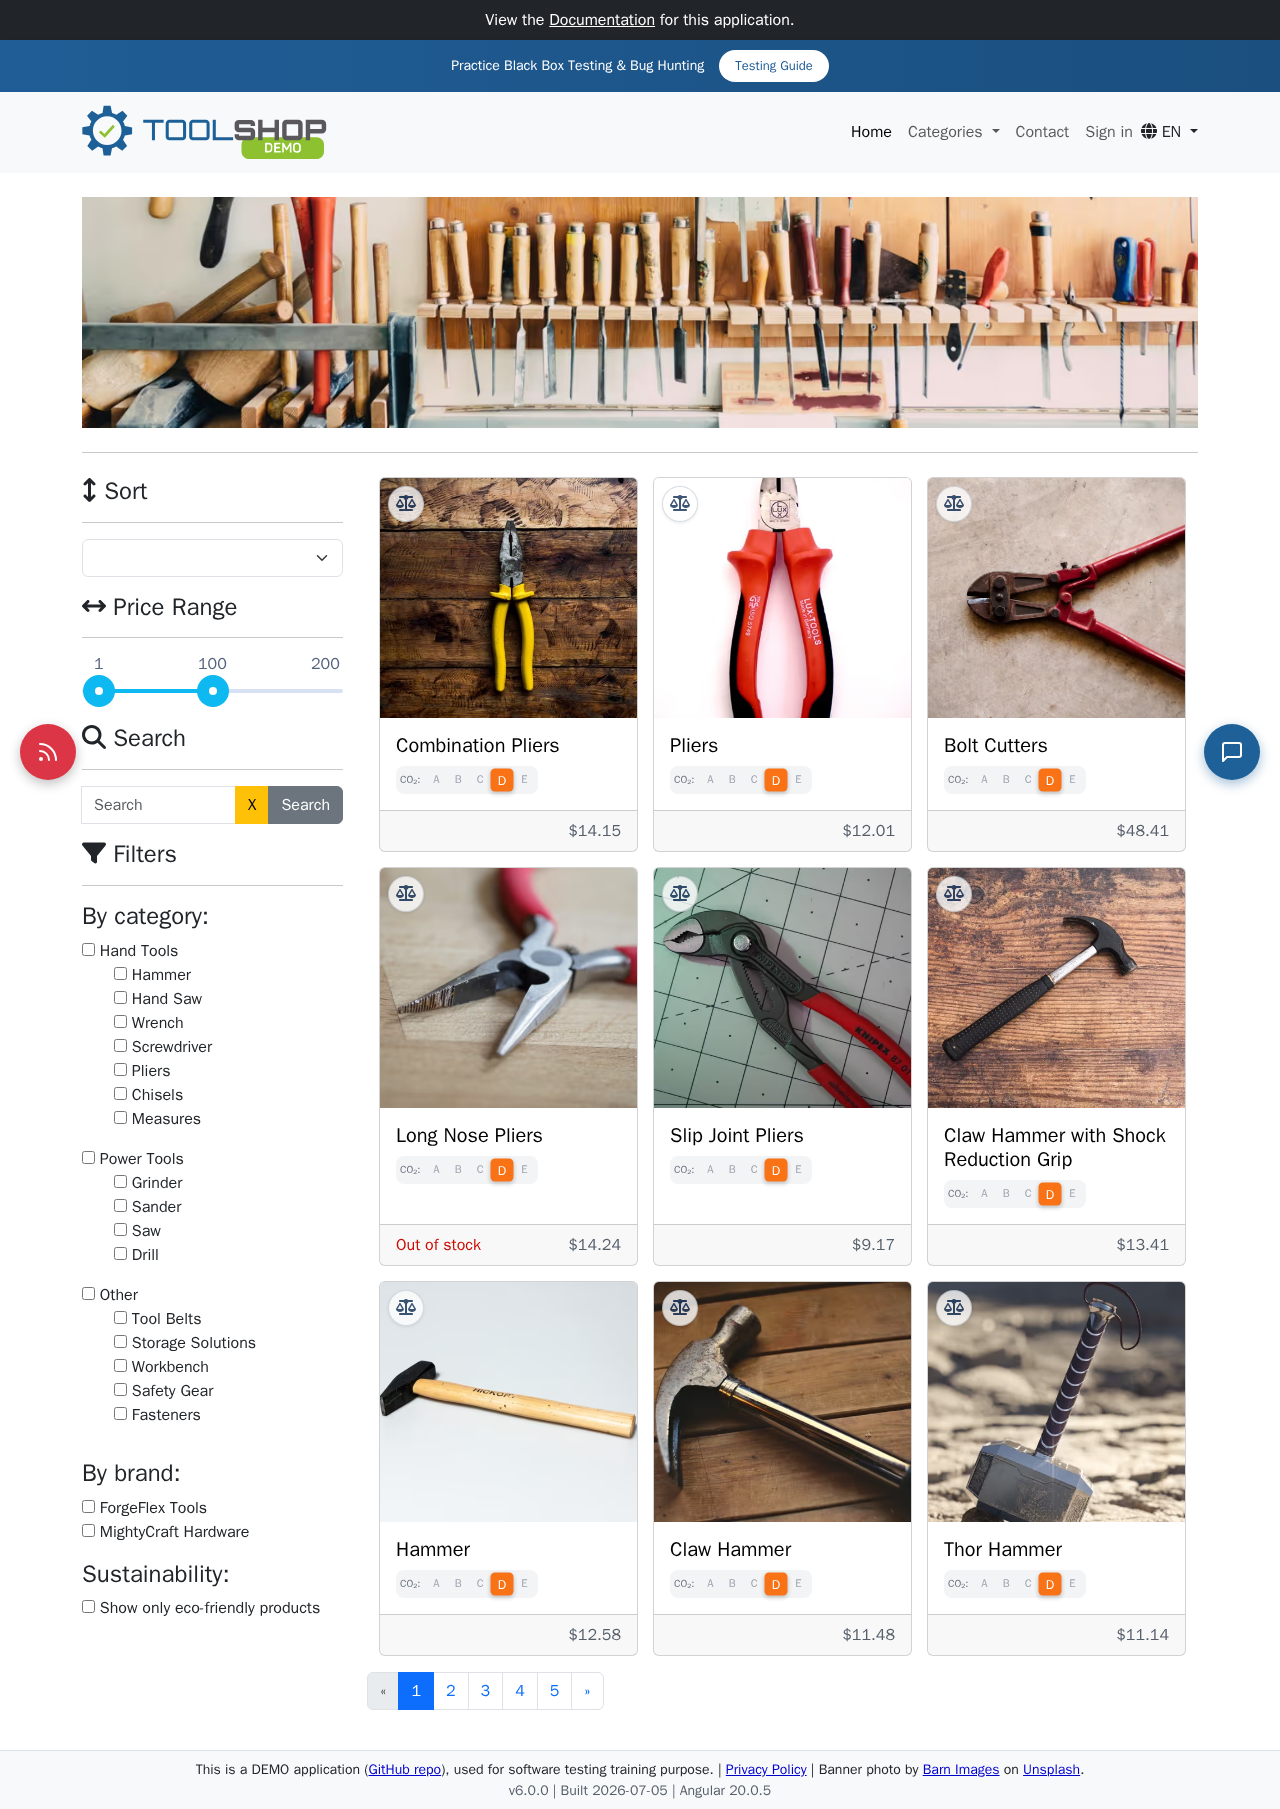 View the Documentation for this application.
Practice Black Box Testing & Bug Hunting Testing Guide
TOOLSHOP
DEMO
Home Categories Contact Sign in EN
Sort
Price Range
1 100 200
Search
Search X Search
Filters
By category:
Hand Tools
Hammer
Hand Saw
Wrench
Screwdriver
Pliers
Chisels
Measures
Power Tools
Grinder
Sander
Saw
Drill
Other
Tool Belts
Storage Solutions
Workbench
Safety Gear
Fasteners
By brand:
ForgeFlex Tools
MightyCraft Hardware
Sustainability:
Show only eco-friendly products
Combination Pliers
CO₂: A B C D E
$14.15
LUX-TOOLS
Pliers
CO₂: A B C D E
$12.01
Bolt Cutters
CO₂: A B C D E
$48.41
Long Nose Pliers
CO₂: A B C D E
Out of stock $14.24
KNIPEX
Slip Joint Pliers
CO₂: A B C D E
$9.17
Claw Hammer with Shock
Reduction Grip
CO₂: A B C D E
$13.41
Hammer
CO₂: A B C D E
$12.58
Claw Hammer
CO₂: A B C D E
$11.48
Thor Hammer
CO₂: A B C D E
$11.14
« 1 2 3 4 5 »
This is a DEMO application (GitHub repo), used for software testing training purpose. | Privacy Policy | Banner photo by Barn Images on Unsplash.
v6.0.0 | Built 2026-07-05 | Angular 20.0.5